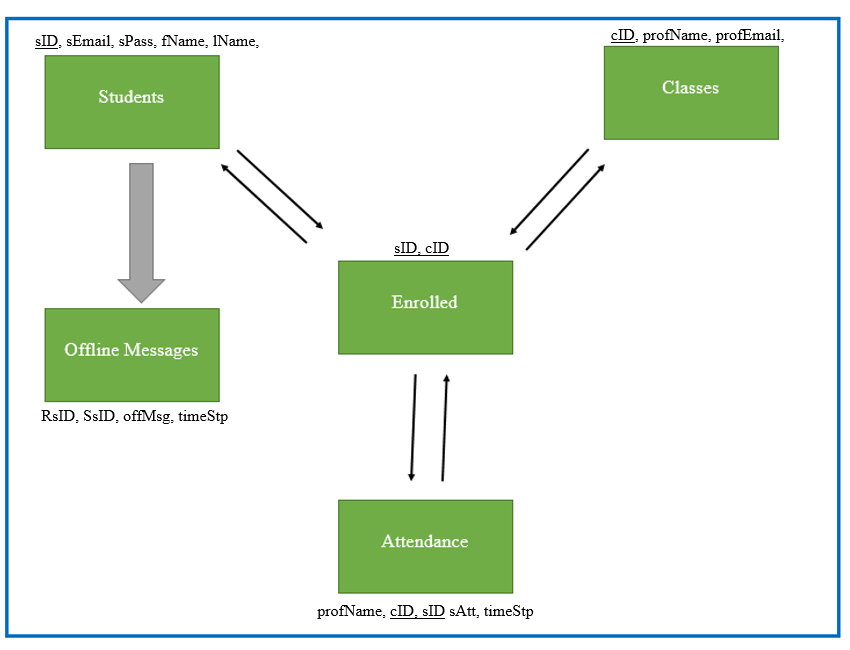 sID, sEmail, sPass, fName, lName,
Students
cID, profName, profEmail,
Classes
sID, cID
Enrolled
Offline Messages
RsID, SsID, offMsg, timeStp
Attendance
profName, cID, sID sAtt, timeStp